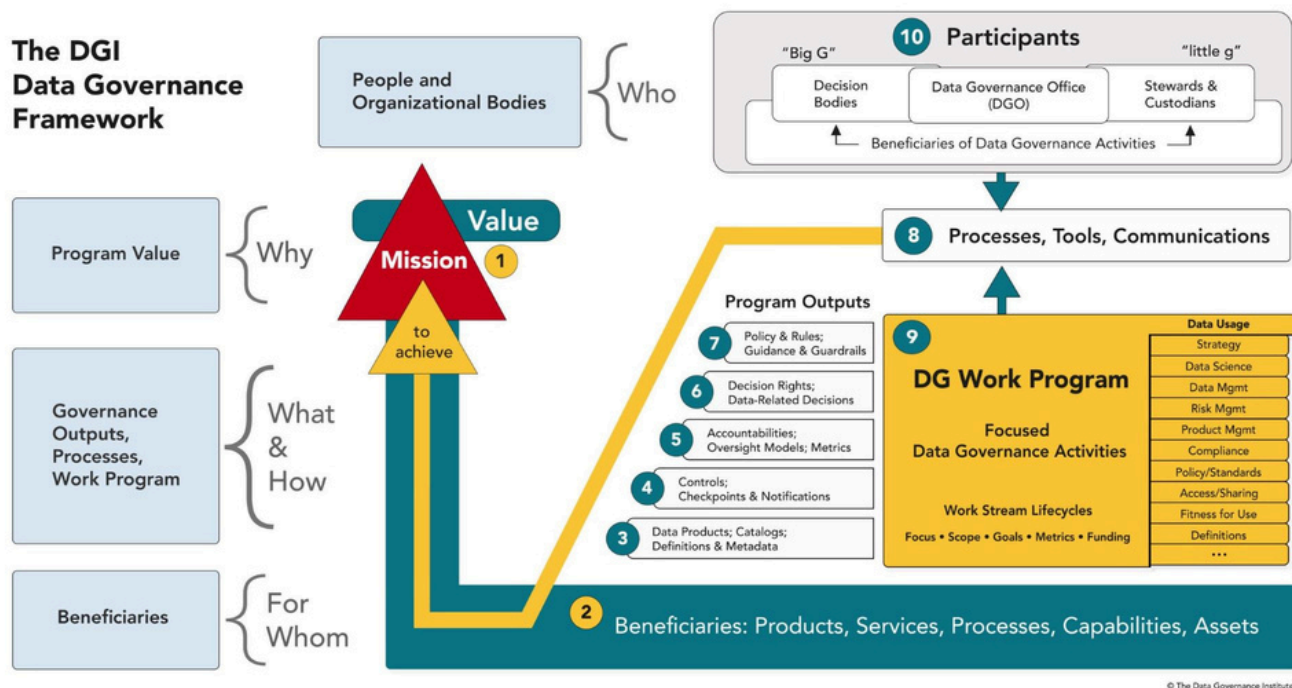 The DGI
Data Governance
Framework
People and
Organizational Bodies
Who
10
Participants
"Big G"
"little g"
Decision
Bodies
Data Governance Office
(DGO)
Stewards &
Custodians
Beneficiaries of Data Governance Activities
Program Value
Why
Value
Mission
1
8
Processes, Tools, Communications
to
achieve
Governance
Outputs,
Processes,
Work Program
What
&
How
Program Outputs
7
Policy & Rules;
Guidance & Guardrails
6
Decision Rights;
Data-Related Decisions
5
Accountabilities;
Oversight Models; Metrics
4
Controls;
Checkpoints & Notifications
3
Data Products; Catalogs;
Definitions & Metadata
9
DG Work Program
Focused
Data Governance Activities
Work Stream Lifecycles
Focus • Scope • Goals • Metrics • Funding
Data Usage
Strategy
Data Science
Data Mgmt
Risk Mgmt
Product Mgmt
Compliance
Policy/Standards
Access/Sharing
Fitness for Use
Definitions
•••
Beneficiaries
For
Whom
2
Beneficiaries: Products, Services, Processes, Capabilities, Assets
© The Data Governance Institute